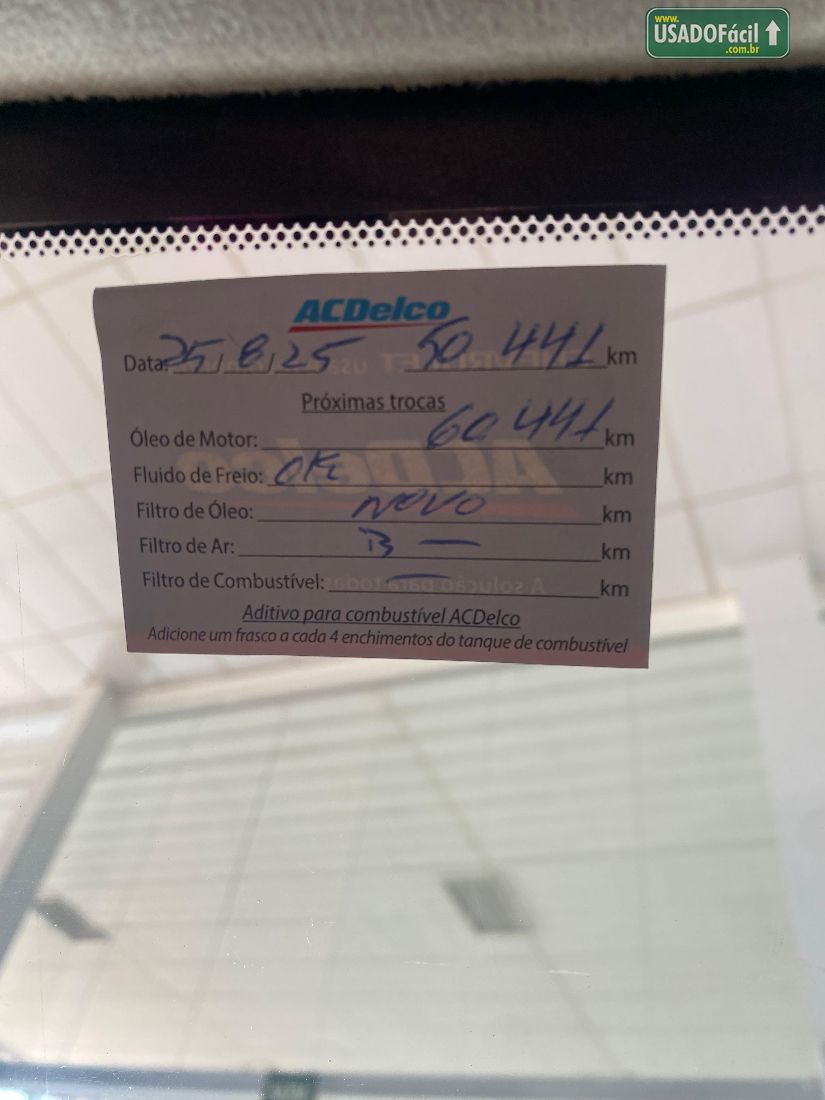 www.
USADOFácil
.com.br
ACDelco
Data: 25/8/25 50.441 km
Próximas trocas
Óleo de Motor: 60.441 km
Fluido de Freio: OK km
Filtro de Óleo: NOVO km
Filtro de Ar: B — km
Filtro de Combustível: — km
Aditivo para combustível ACDelco
Adicione um frasco a cada 4 enchimentos do tanque de combustível